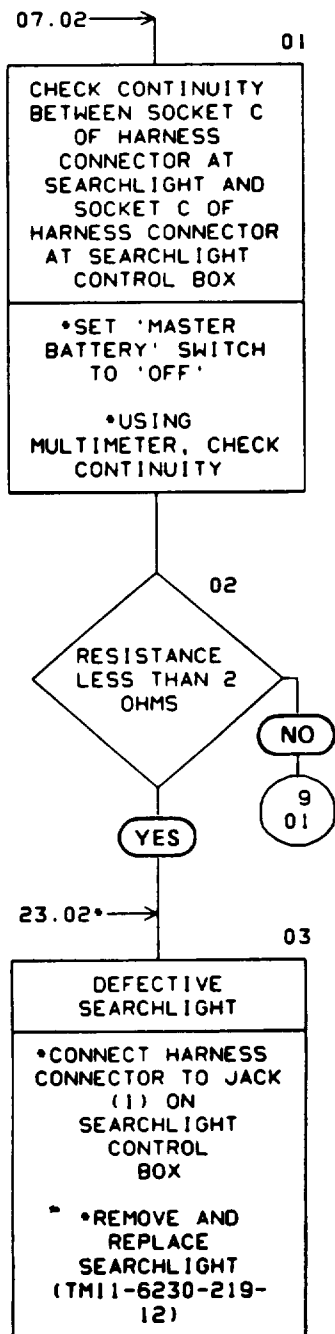 07.02
01
CHECK CONTINUITY
BETWEEN SOCKET C
OF HARNESS
CONNECTOR AT
SEARCHLIGHT AND
SOCKET C OF
HARNESS CONNECTOR
AT SEARCHLIGHT
CONTROL BOX
*SET 'MASTER
BATTERY' SWITCH
TO 'OFF'
*USING
MULTIMETER, CHECK
CONTINUITY
02
RESISTANCE
LESS THAN 2
OHMS
NO
9
01
YES
23.02*
03
DEFECTIVE
SEARCHLIGHT
*CONNECT HARNESS
CONNECTOR TO JACK
(1) ON
SEARCHLIGHT
CONTROL
BOX
*REMOVE AND
REPLACE
SEARCHLIGHT
(TM11-6230-219-
12)